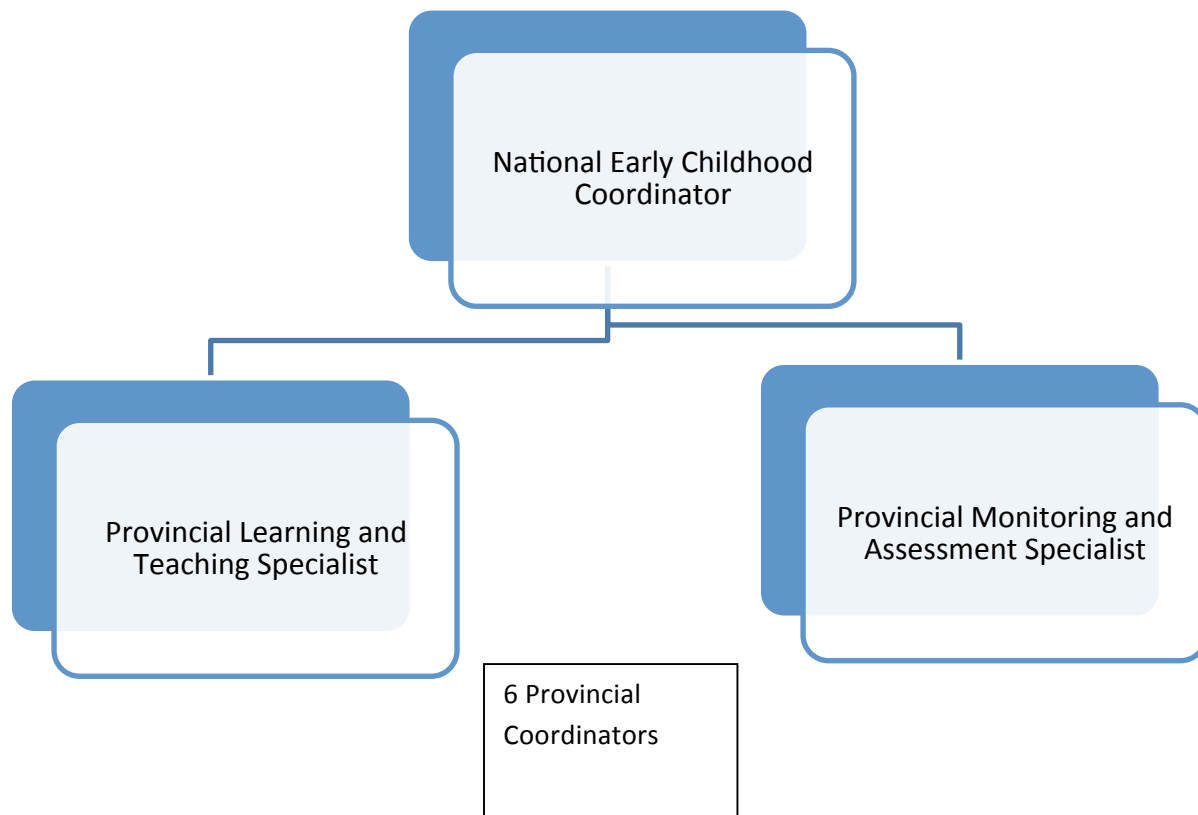 National Early Childhood
Coordinator
Provincial Learning and
Teaching Specialist
Provincial Monitoring and
Assessment Specialist
6 Provincial
Coordinators